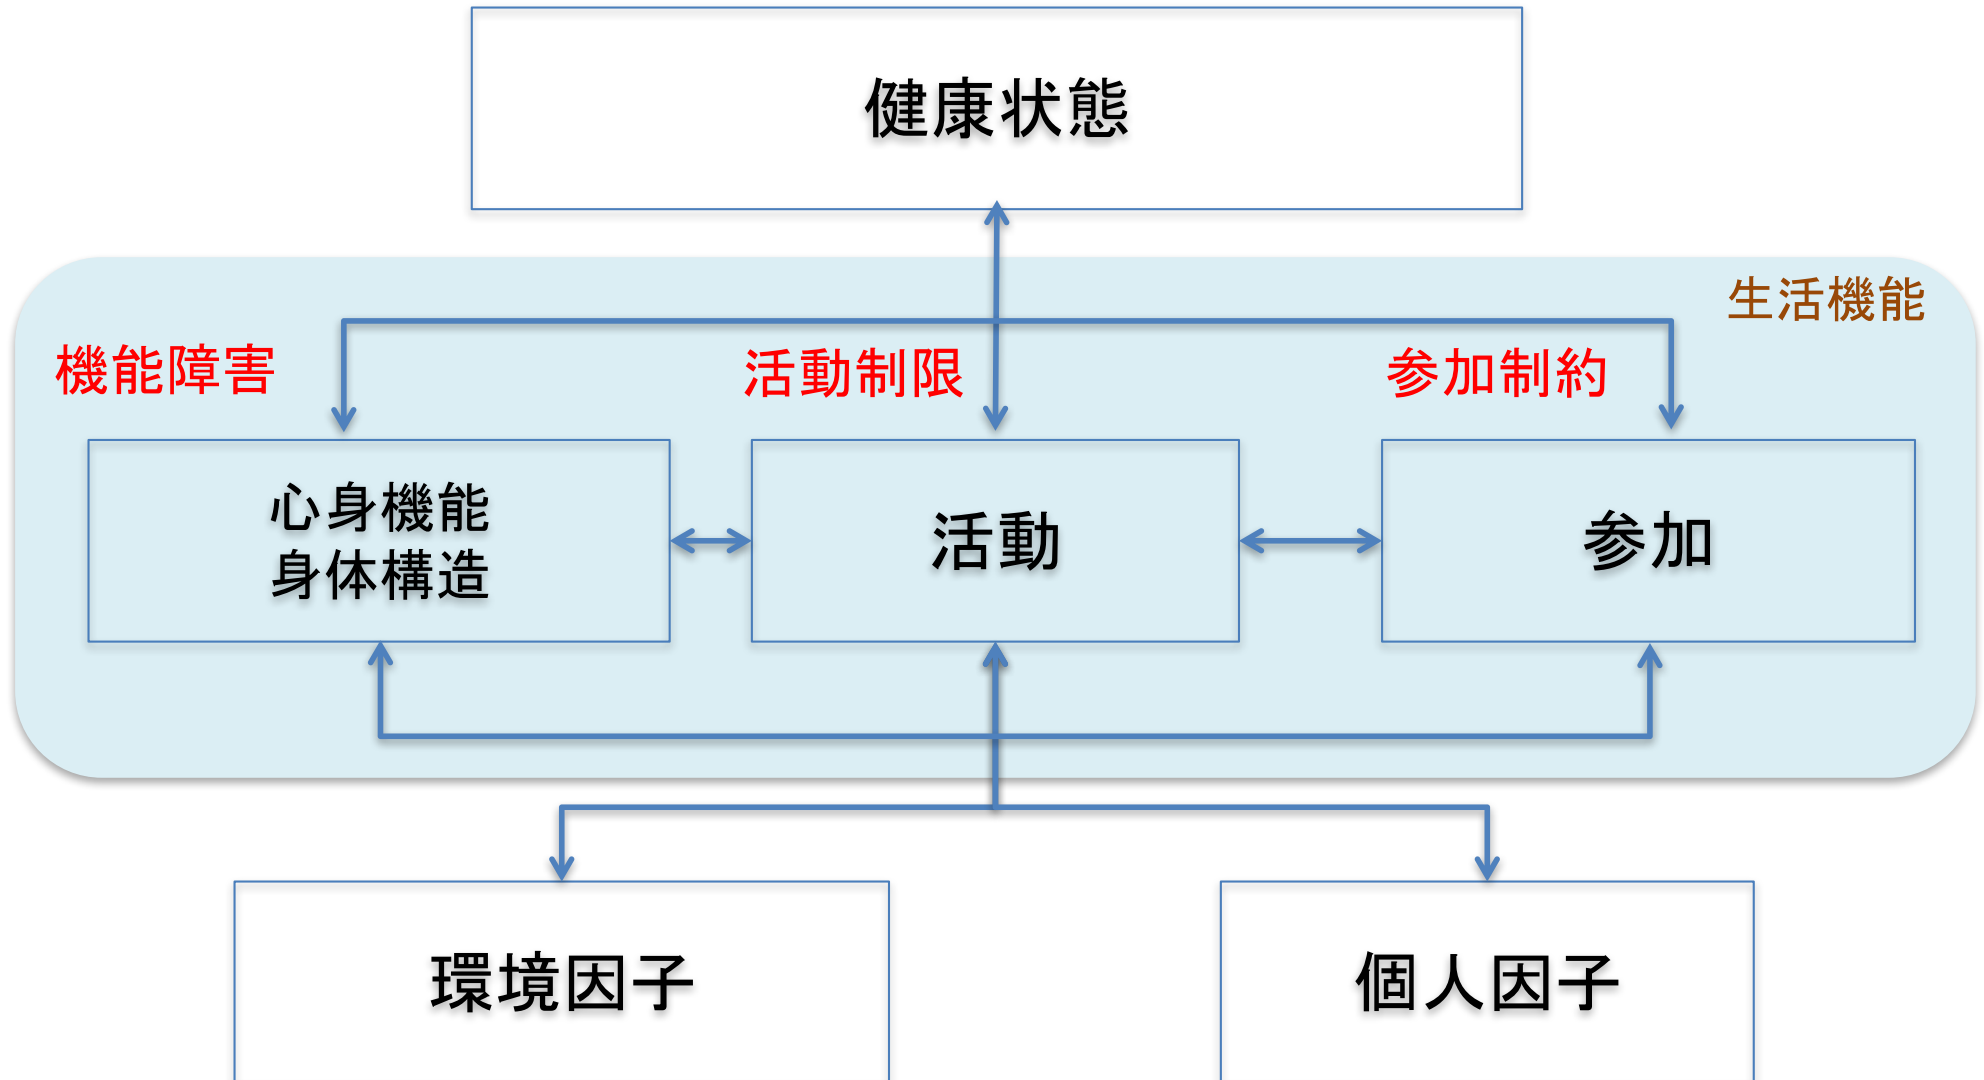 健康状態
生活機能
機能障害
活動制限
参加制約
心身機能
身体構造
活動
参加
環境因子
個人因子